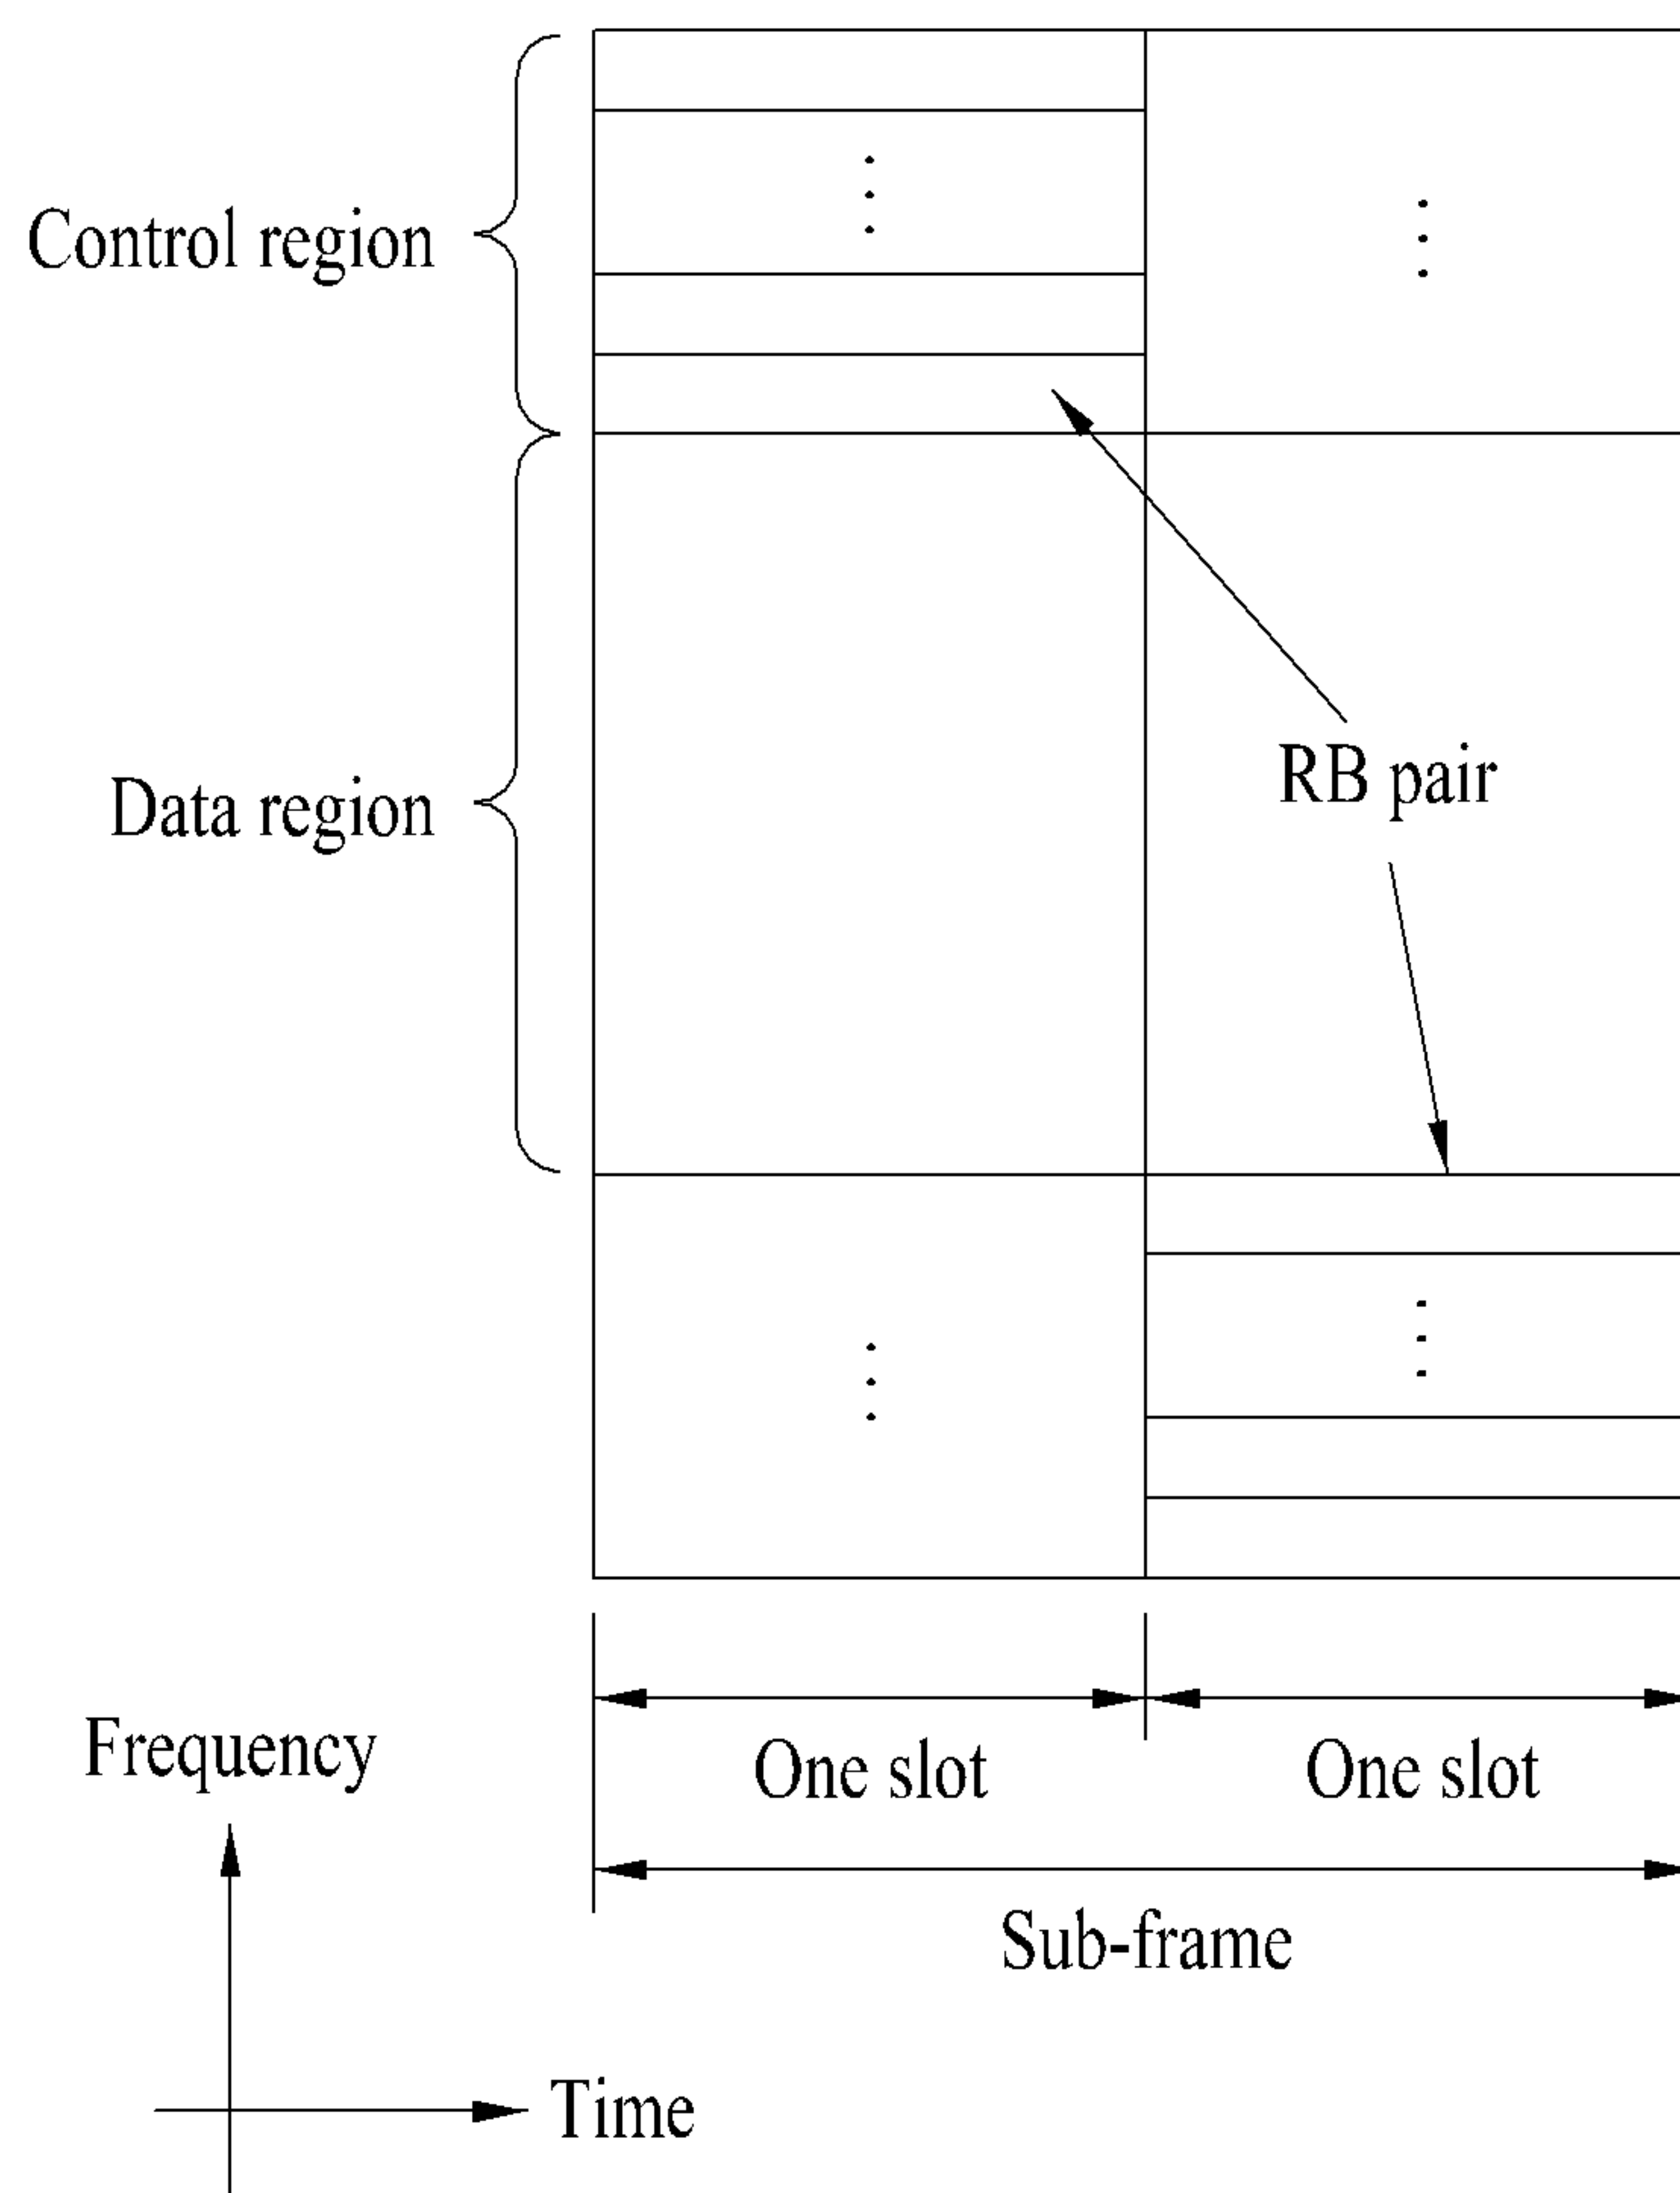 Control region
Data region
RB pair
One slot
One slot
Sub-frame
Frequency
Time